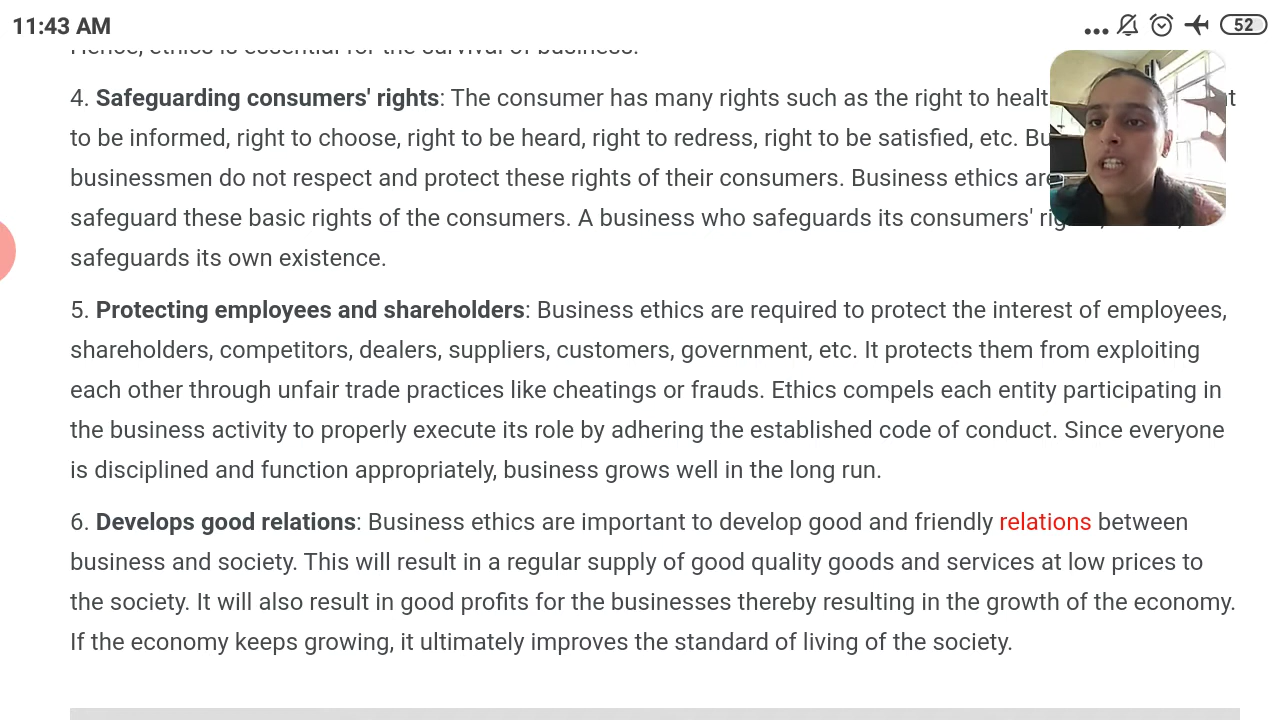 11:43 AM
52
Hence, ethics is essential for the survival of business.
4. Safeguarding consumers' rights: The consumer has many rights such as the right to
to be informed, right to choose, right to be heard, right to redress, right to be satisfied, etc.
businessmen do not respect and protect these rights of their consumers. Business ethics are
safeguard these basic rights of the consumers. A business who safeguards its consumers'
safeguards its own existence.
5. Protecting employees and shareholders: Business ethics are required to protect the interest of employees,
shareholders, competitors, dealers, suppliers, customers, government, etc. It protects them from exploiting
each other through unfair trade practices like cheatings or frauds. Ethics compels each entity participating in
the business activity to properly execute its role by adhering the established code of conduct. Since everyone
is disciplined and function appropriately, business grows well in the long run.
6. Develops good relations: Business ethics are important to develop good and friendly relations between
business and society. This will result in a regular supply of good quality goods and services at low prices to
the society. It will also result in good profits for the businesses thereby resulting in the growth of the economy.
If the economy keeps growing, it ultimately improves the standard of living of the society.